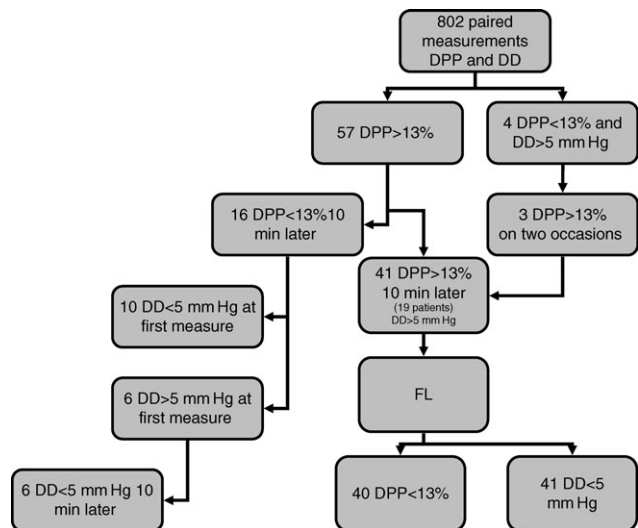 802 paired
measurements
DPP and DD
57 DPP>13%
4 DPP<13% and
DD>5 mm Hg
16 DPP<13%10
min later
3 DPP>13%
on two occasions
41 DPP>13%
10 min later
(19 patients)
DD>5 mm Hg
10 DD<5 mm Hg at
first measure
6 DD>5 mm Hg at
first measure
FL
6 DD<5 mm Hg 10
min later
40 DPP<13%
41 DD<5
mm Hg